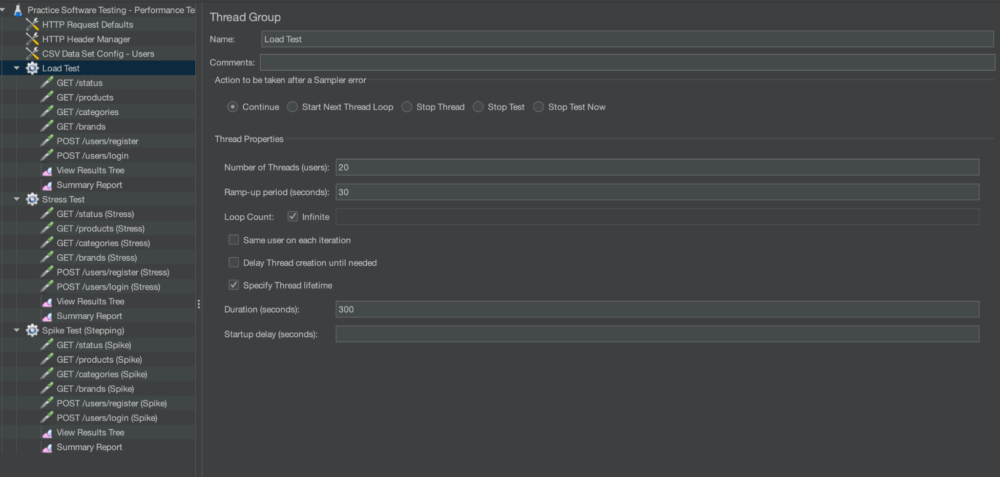 Practice Software Testing - Performance Te
HTTP Request Defaults
HTTP Header Manager
CSV Data Set Config - Users
Load Test
GET /status
GET /products
GET /categories
GET /brands
POST /users/register
POST /users/login
View Results Tree
Summary Report
Stress Test
GET /status (Stress)
GET /products (Stress)
GET /categories (Stress)
GET /brands (Stress)
POST /users/register (Stress)
POST /users/login (Stress)
View Results Tree
Summary Report
Spike Test (Stepping)
GET /status (Spike)
GET /products (Spike)
GET /categories (Spike)
GET /brands (Spike)
POST /users/register (Spike)
POST /users/login (Spike)
View Results Tree
Summary Report
Thread Group
Name: Load Test
Comments:
Action to be taken after a Sampler error
Continue Start Next Thread Loop Stop Thread Stop Test Stop Test Now
Thread Properties
Number of Threads (users): 20
Ramp-up period (seconds): 30
Loop Count: Infinite
Same user on each iteration
Delay Thread creation until needed
Specify Thread lifetime
Duration (seconds): 300
Startup delay (seconds):